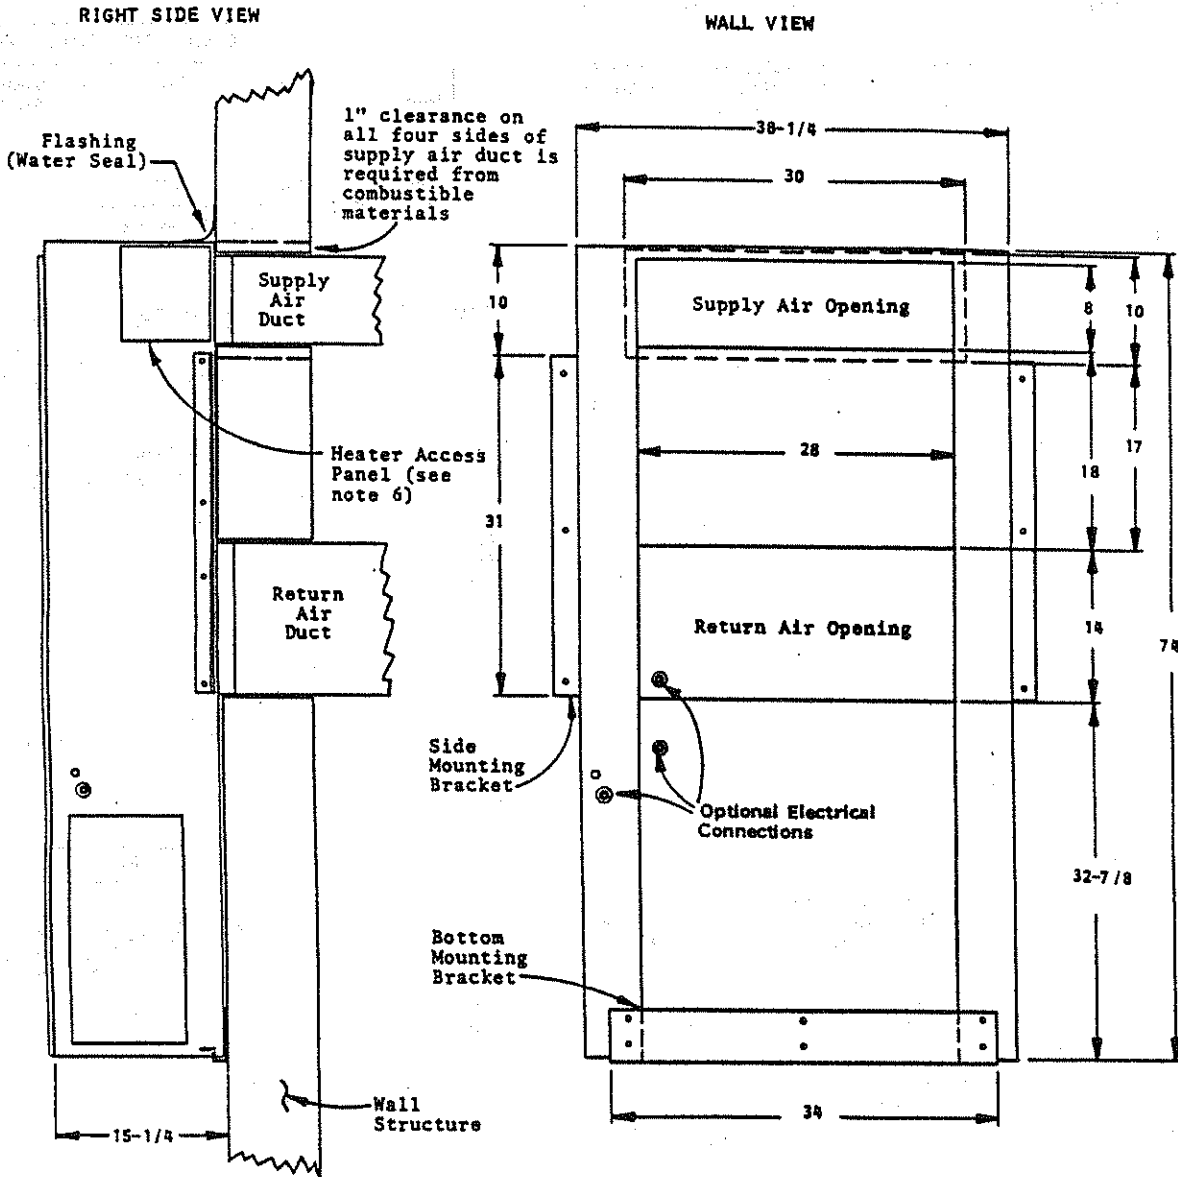 RIGHT SIDE VIEW
WALL VIEW
Flashing
(Water Seal)
1" clearance on
all four sides of
supply air duct is
required from
combustible
materials
38-1/4
30
Supply
Air
Duct
10
Supply Air Opening
8
10
Heater Access
Panel (see
note 6)
28
17
18
31
Return
Air
Duct
Return Air Opening
14
74
Side
Mounting
Bracket
Optional Electrical
Connections
32-7/8
Bottom
Mounting
Bracket
Wall
Structure
34
15-1/4